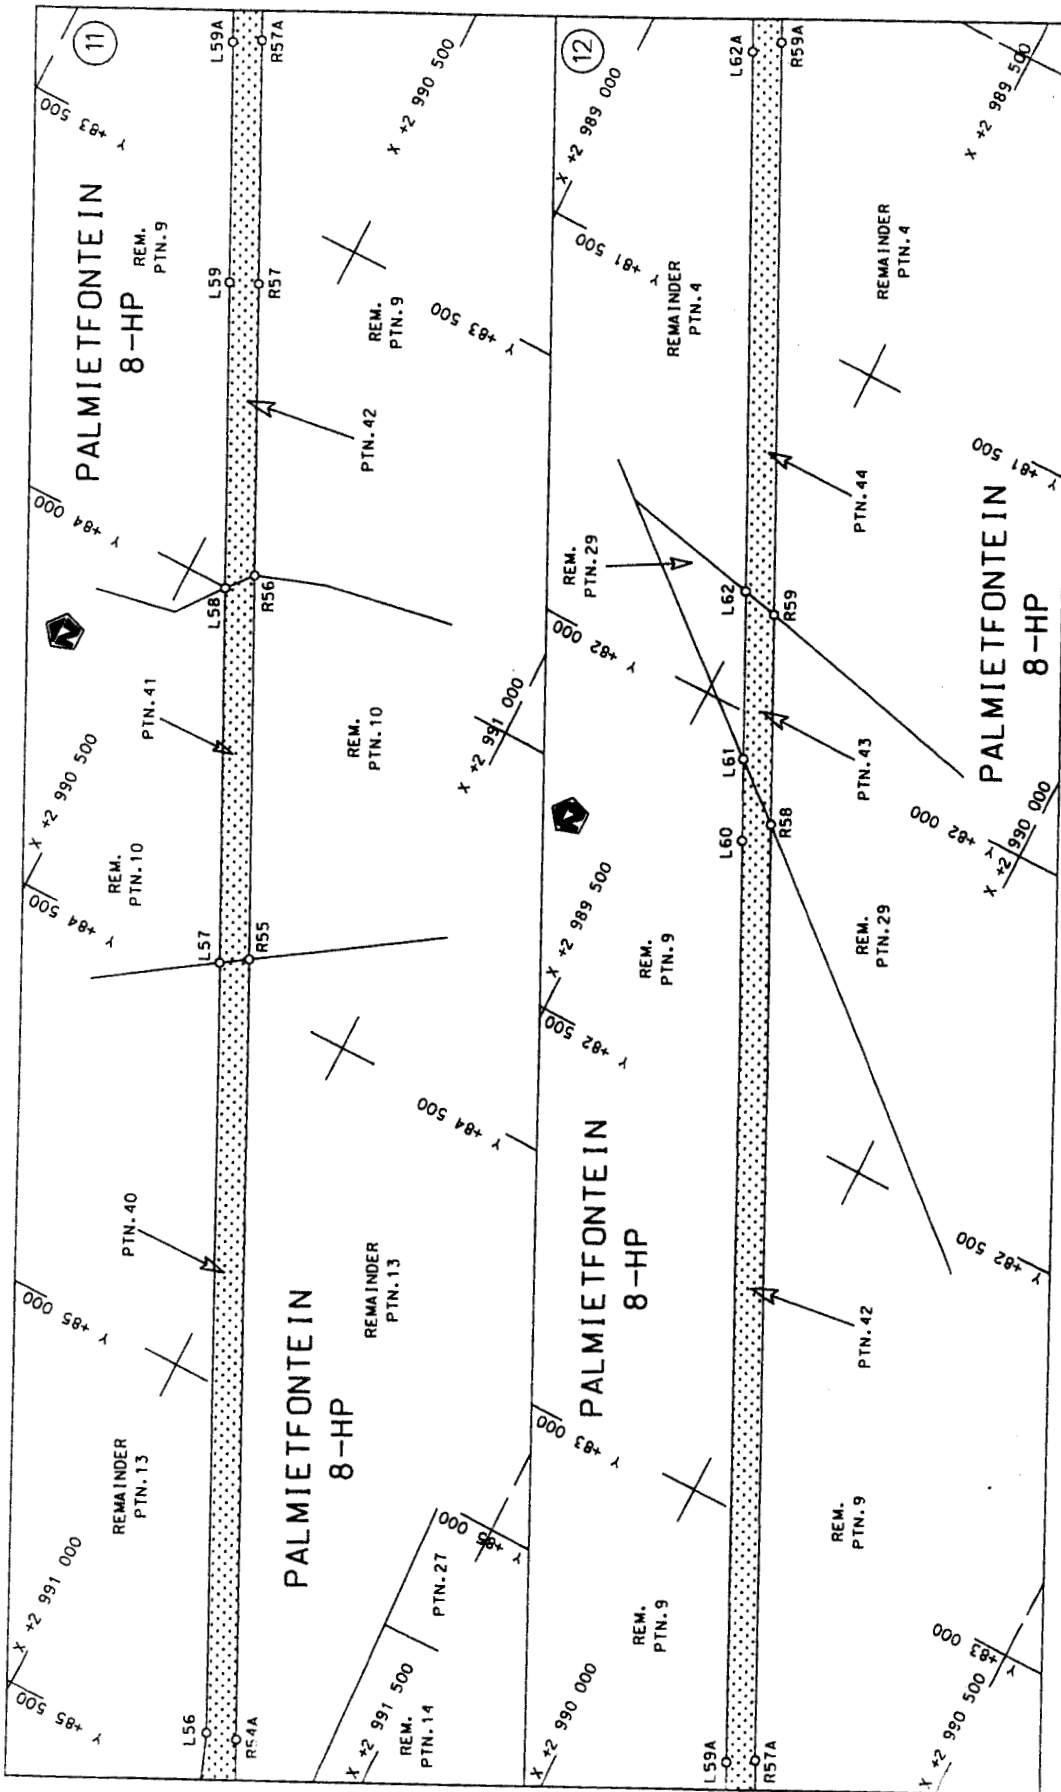 11
L59A
R57A
Y +83 500
X +2 990 500
PALMIETFONTEIN
8-HP
REM.
PTN.9
L59
R57
REM.
PTN.9
Y +83 500
PTN.42
Y +84 000
L58
R56
N
PTN.41
REM.
PTN.10
X +2 991 000
X +2 990 500
REM.
PTN.10
Y +84 500
L57
R55
Y +84 500
PTN.40
REMAINDER
PTN.13
Y +85 000
PALMIETFONTEIN
8-HP
REMAINDER
PTN.13
X +2 991 000
Y +85 500
PTN.27
Y +85 000
L56
R54A
X +2 991 500
REM.
PTN.14
12
L62A
R59A
X +2 989 000
Y +81 500
X +2 989 500
REMAINDER
PTN.4
REMAINDER
PTN.4
Y +81 500
PTN.44
REM.
PTN.29
L62
R59
Y +82 000
PALMIETFONTEIN
8-HP
L61
PTN.43
R58
L60
N
Y +82 000
X +2 990 000
X +2 989 500
REM.
PTN.9
REM.
PTN.29
Y +82 500
PALMIETFONTEIN
8-HP
Y +82 500
PTN.42
Y +83 000
REM.
PTN.9
REM.
PTN.9
X +2 990 000
Y +83 000
X +2 990 500
L59A
R57A